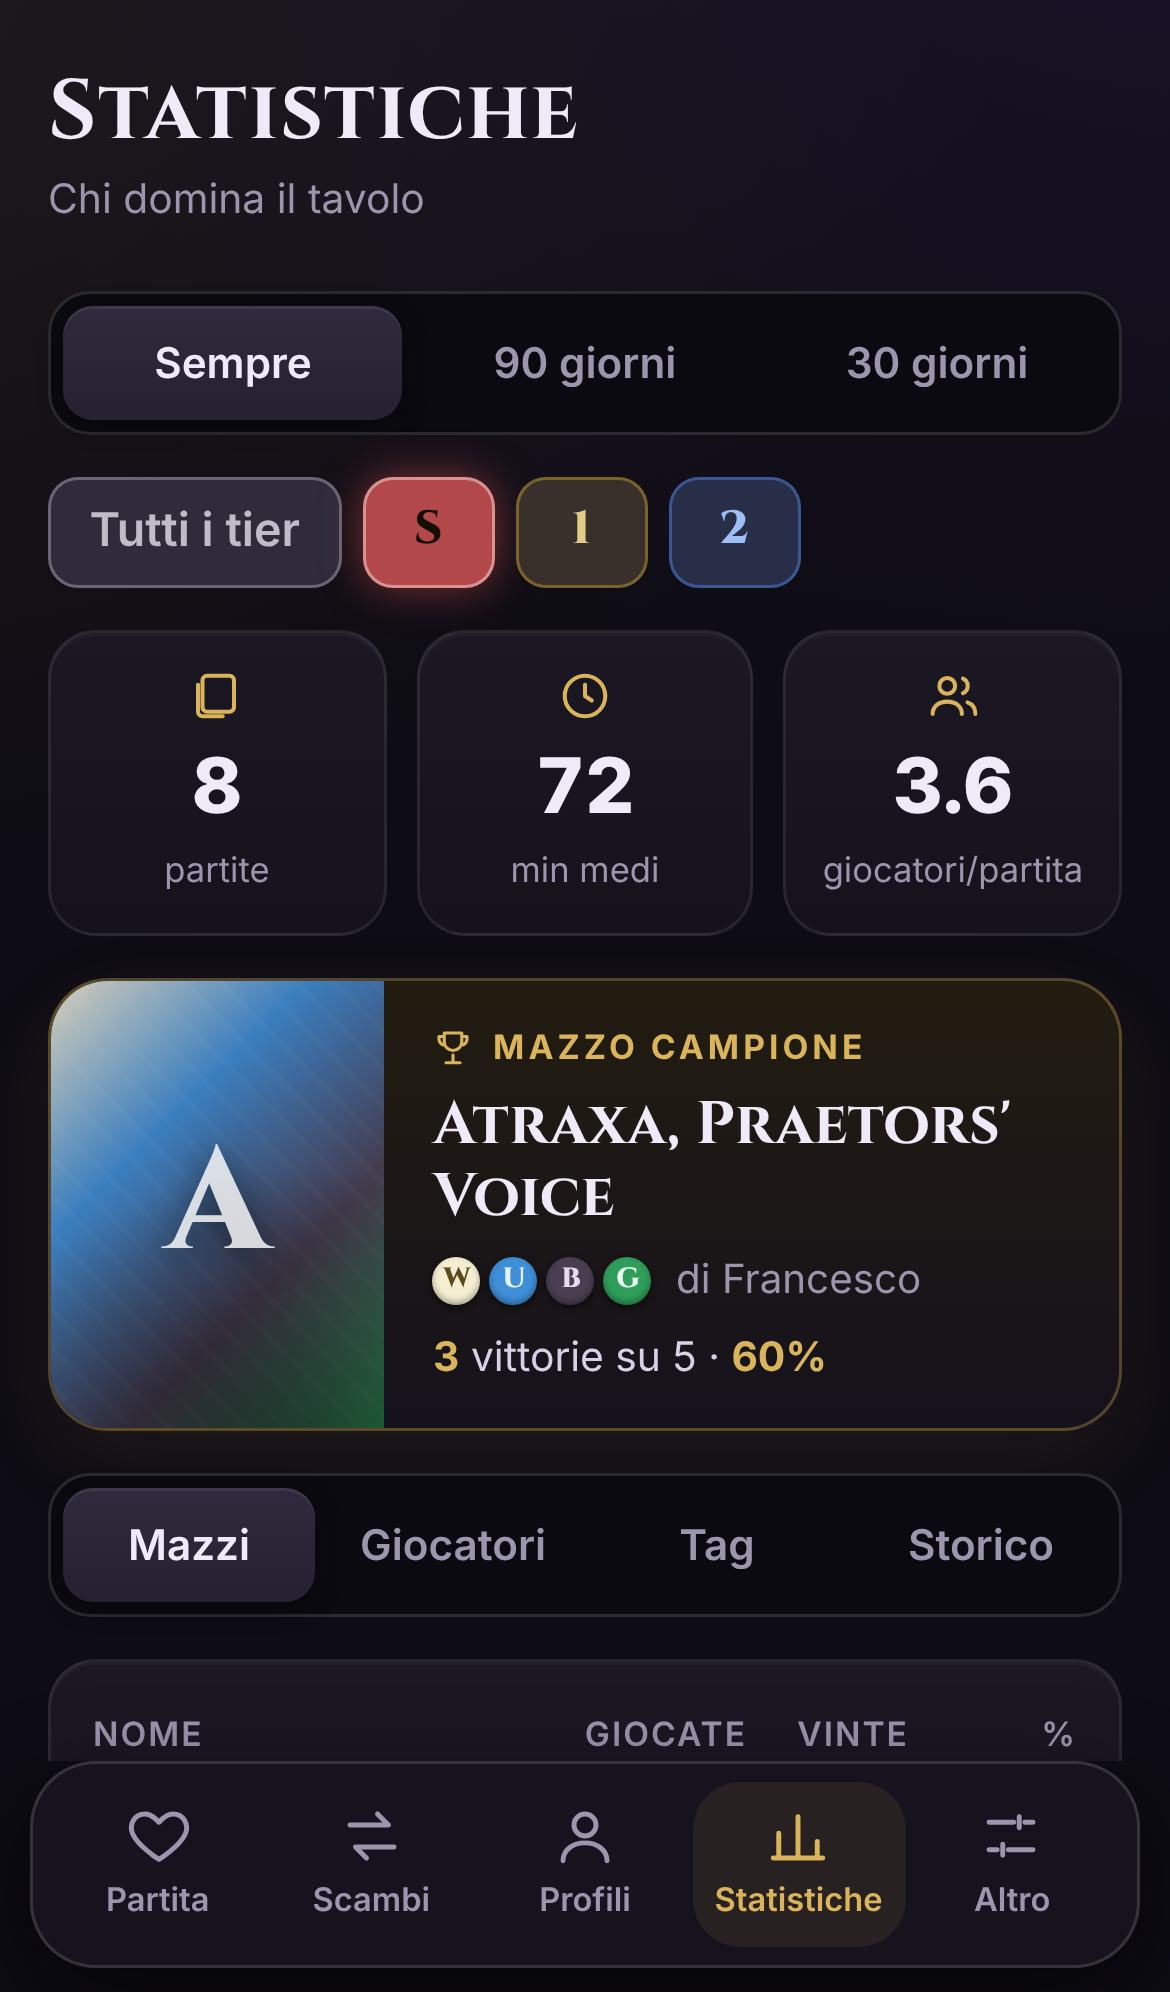 Statistiche
Chi domina il tavolo
Sempre 90 giorni 30 giorni
Tutti i tier S 1 2
8 72 3.6
partite min medi giocatori/partita
MAZZO CAMPIONE
Atraxa, Praetors'
Voice
A
W U B G di Francesco
3 vittorie su 5 · 60%
Mazzi Giocatori Tag Storico
NOME GIOCATE VINTE %
Partita Scambi Profili Statistiche Altro